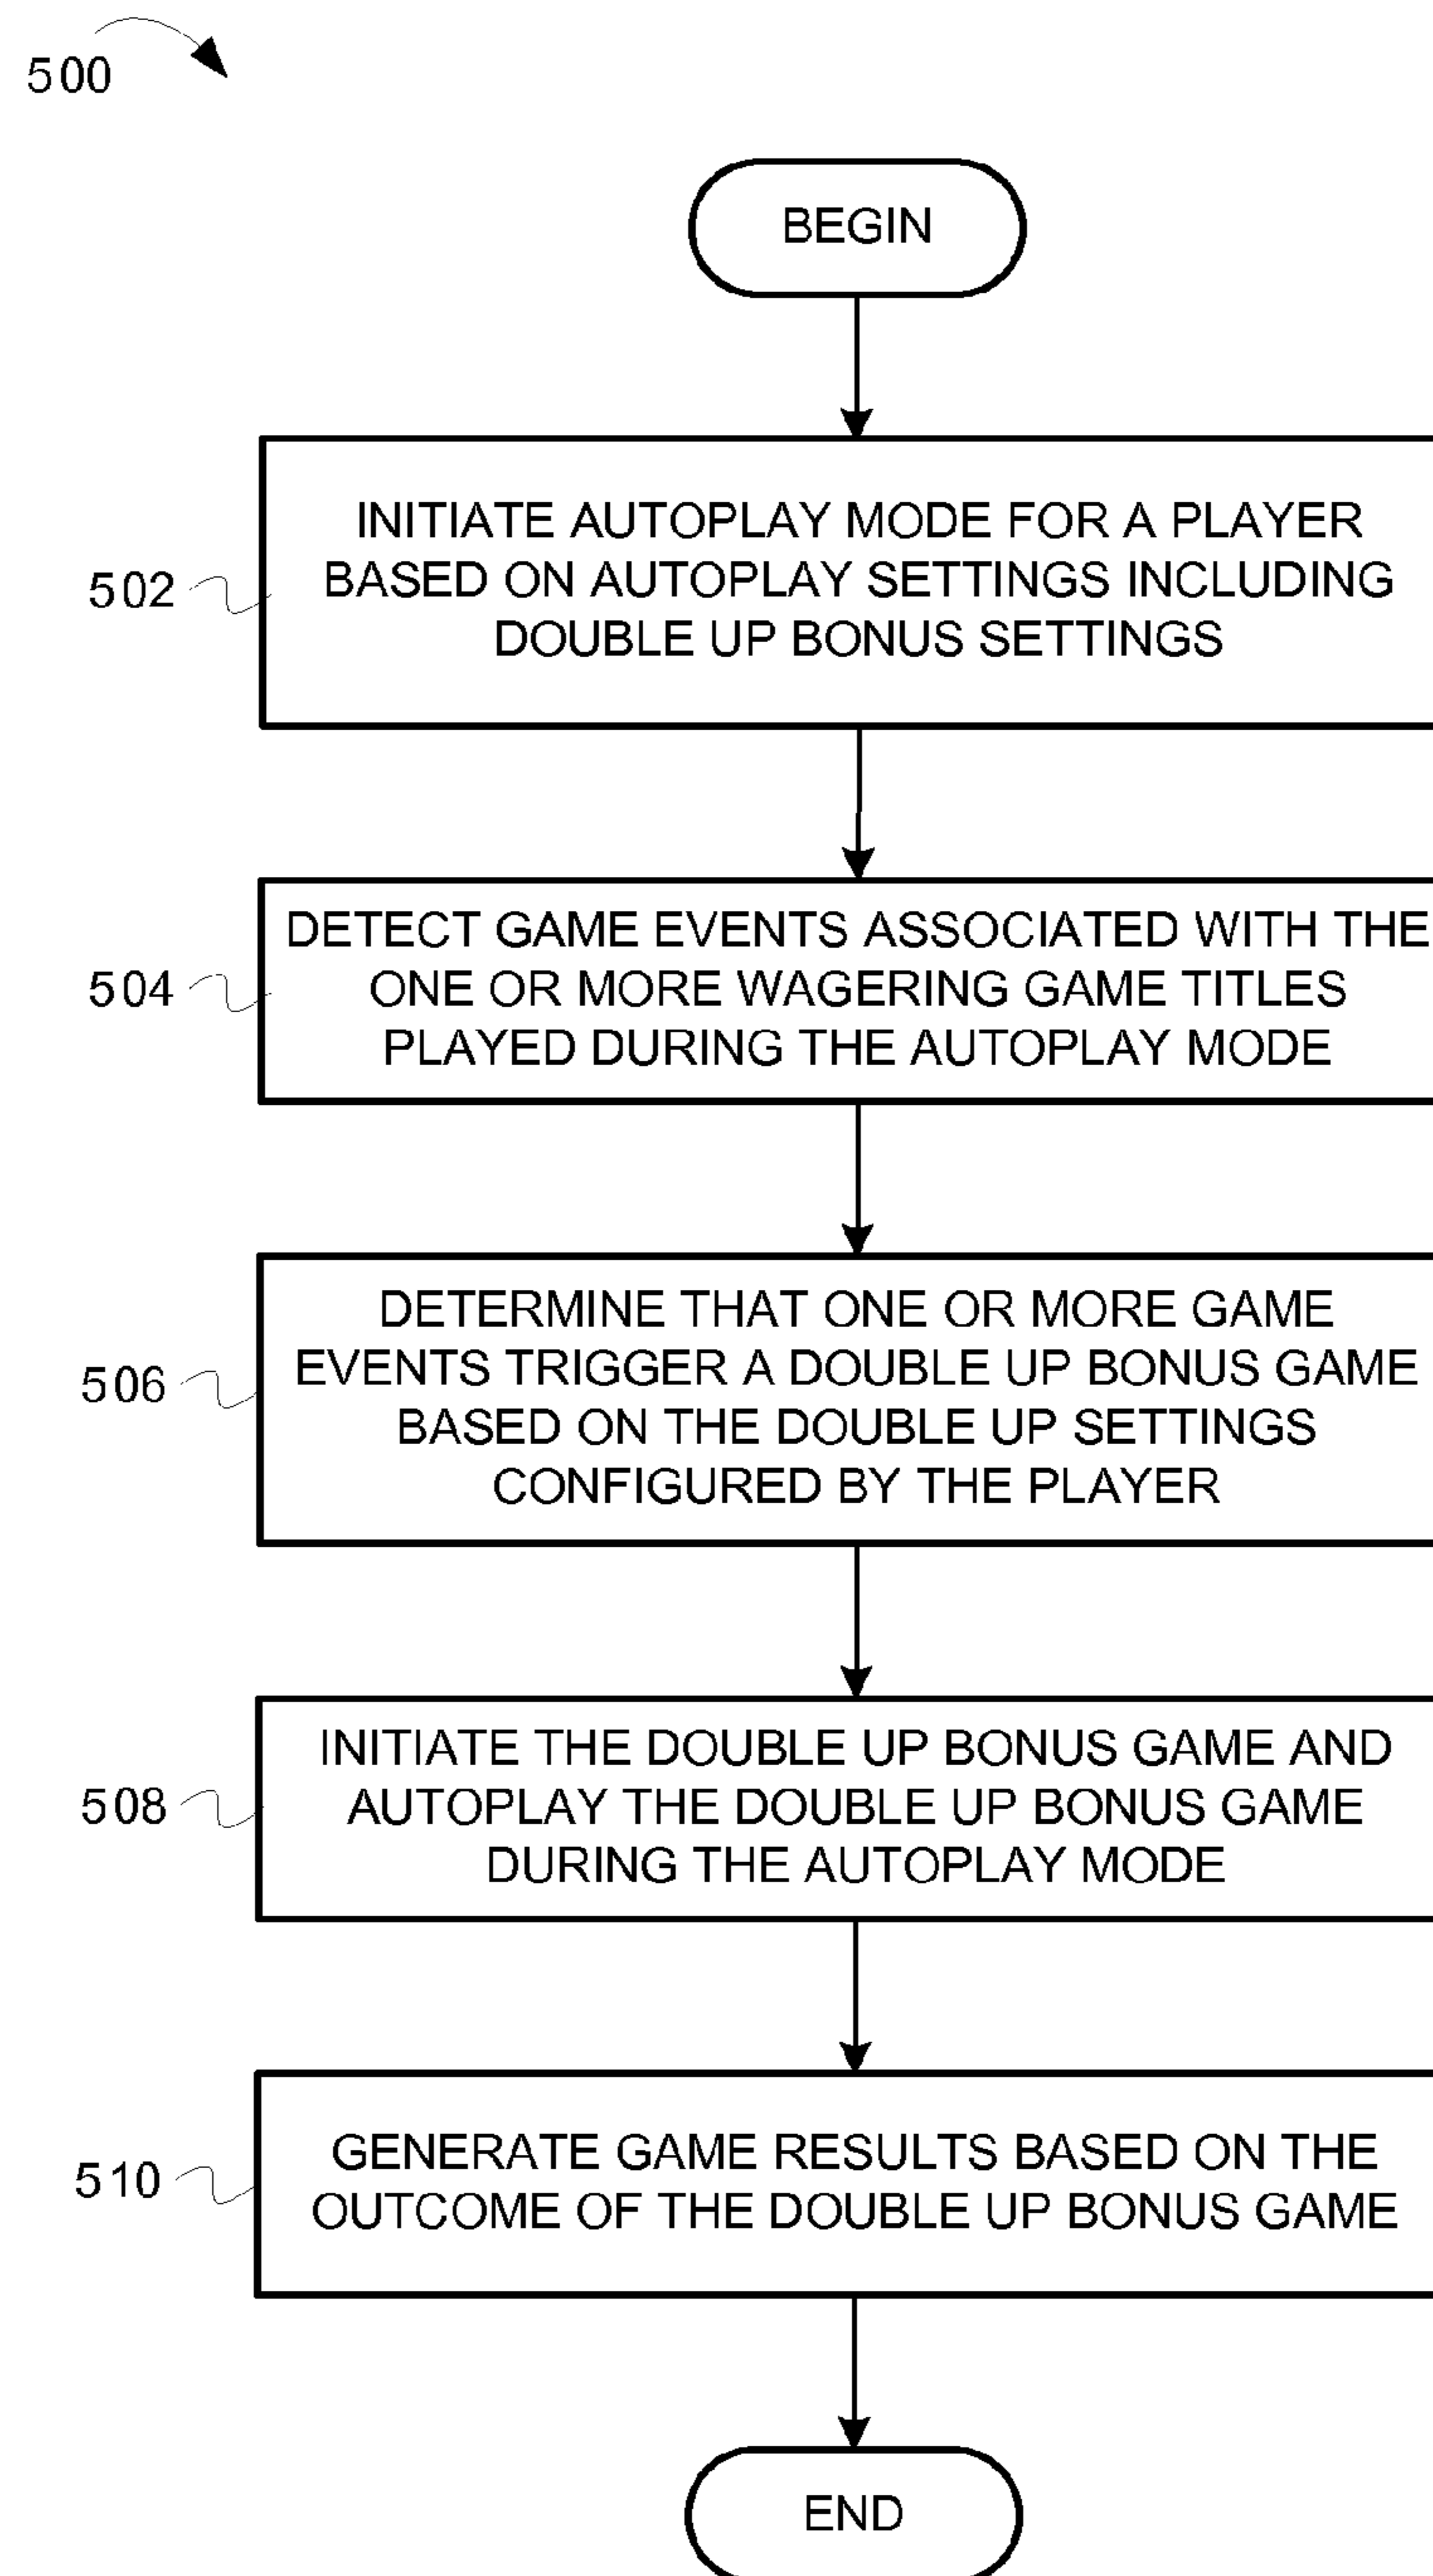 500
BEGIN
502
INITIATE AUTOPLAY MODE FOR A PLAYER
BASED ON AUTOPLAY SETTINGS INCLUDING
DOUBLE UP BONUS SETTINGS
504
DETECT GAME EVENTS ASSOCIATED WITH THE
ONE OR MORE WAGERING GAME TITLES
PLAYED DURING THE AUTOPLAY MODE
506
DETERMINE THAT ONE OR MORE GAME
EVENTS TRIGGER A DOUBLE UP BONUS GAME
BASED ON THE DOUBLE UP SETTINGS
CONFIGURED BY THE PLAYER
508
INITIATE THE DOUBLE UP BONUS GAME AND
AUTOPLAY THE DOUBLE UP BONUS GAME
DURING THE AUTOPLAY MODE
510
GENERATE GAME RESULTS BASED ON THE
OUTCOME OF THE DOUBLE UP BONUS GAME
END